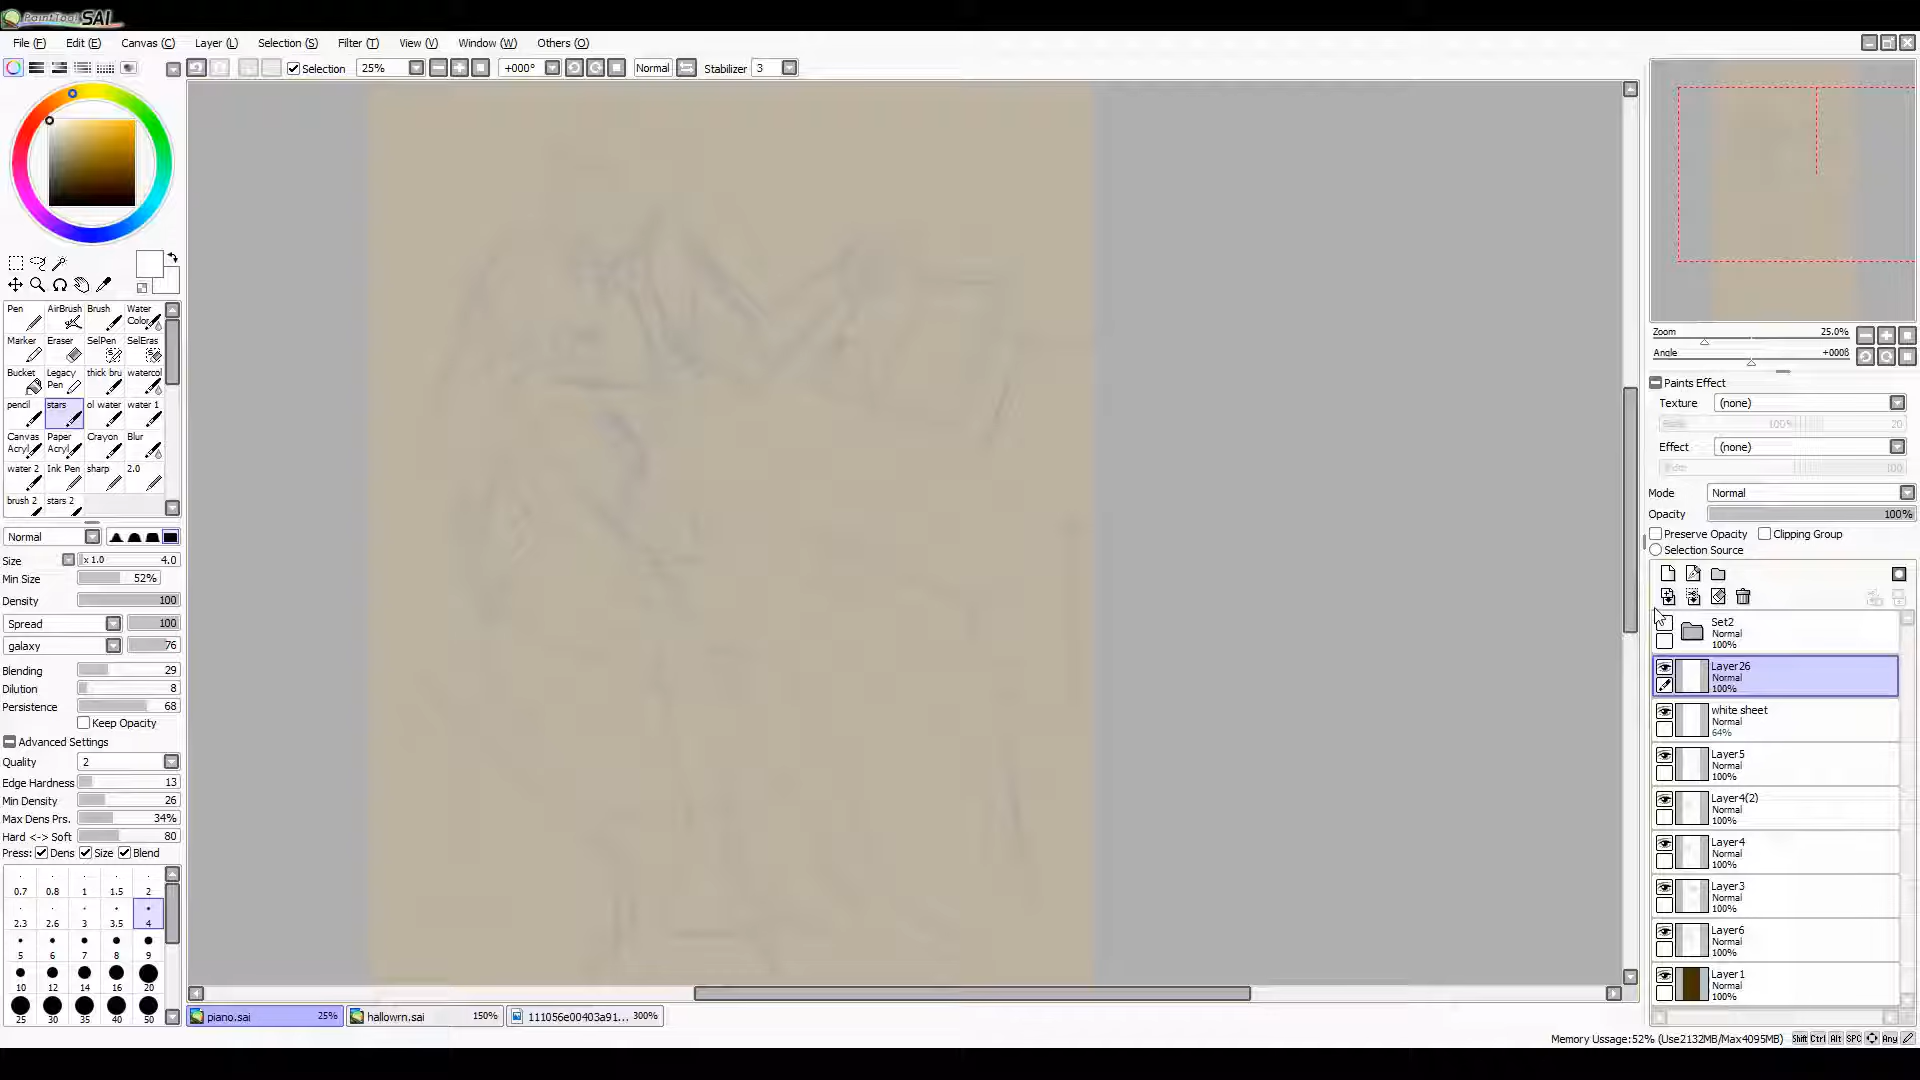 PaintTool SAI
File (F) Edit (E) Canvas (C) Layer (L) Selection (S) Filter (T) View (V) Window (W) Others (O)
Selection 25% +000° Normal Stabilizer 3
Pen AirBrush Brush Water Color
Marker Eraser SelPen SelEras
Bucket Legacy Pen thick bru watercol
pencil stars ol water water 1
Canvas Acryl Paper Acryl Crayon Blur
water 2 Ink Pen sharp 2.0
brush 2 stars 2
Normal
Size x 1.0 4.0
Min Size 52%
Density 100
Spread 100
galaxy 76
Blending 29
Dilution 8
Persistence 68
Keep Opacity
Advanced Settings
Quality 2
Edge Hardness 13
Min Density 26
Max Dens Prs. 34%
Hard <-> Soft 80
Press: Dens Size Blend
0.7 0.8 1 1.5 2
2.3 2.6 3 3.5 4
5 6 7 8 9
10 12 14 16 20
25 30 35 40 50
piano.sai 25% hallowrn.sai 150% 111056e00403a91... 300%
Zoom 25.0%
Angle +000ß
Paints Effect
Texture (none)
100% 20
Effect (none)
100
Mode Normal
Opacity 100%
Preserve Opacity Clipping Group
Selection Source
Set2
Normal
100%
Layer26
Normal
100%
white sheet
Normal
64%
Layer5
Normal
100%
Layer4(2)
Normal
100%
Layer4
Normal
100%
Layer3
Normal
100%
Layer6
Normal
100%
Layer1
Normal
100%
Memory Ussage:52% (Use2132MB/Max4095MB) Shift Ctrl Alt SPC Any